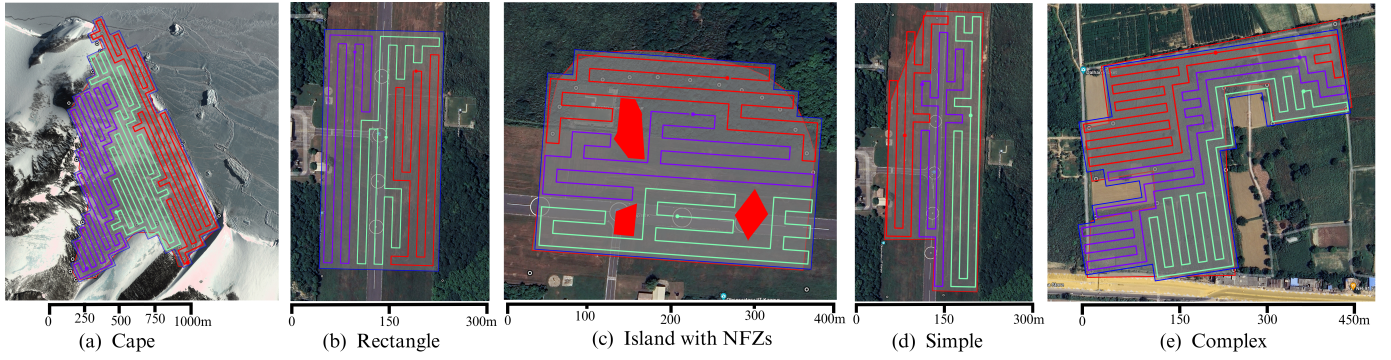 0 250 500 750 1000m
(a) Cape
0 150 300m
(b) Rectangle
0 100 200 300 400m
(c) Island with NFZs
0 150 300m
(d) Simple
0 150 300 450m
(e) Complex